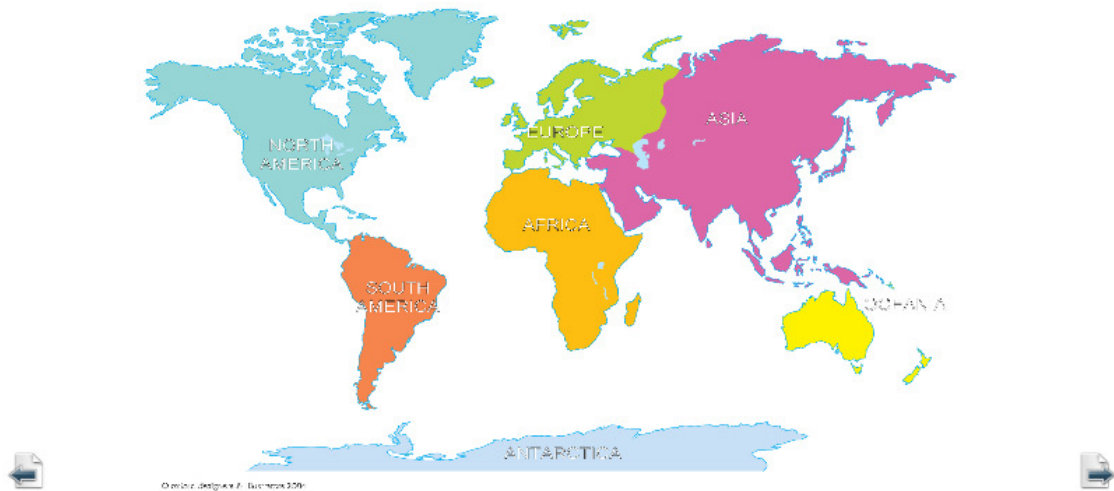 NORTH
AMERICA
EUROPE
ASIA
AFRICA
SOUTH
AMERICA
OCEANIA
ANTARCTICA